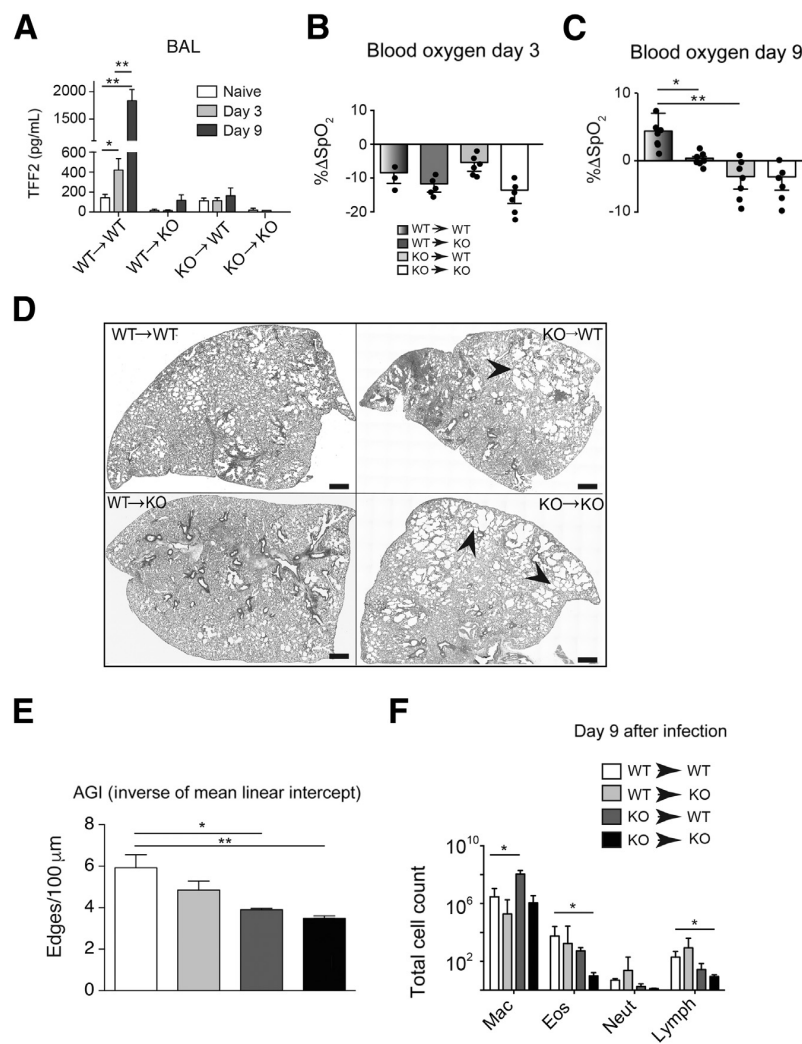 A
BAL
TFF2 (pg/mL)
2000
1500
600
400
200
0
*
**
**
Naive
Day 3
Day 9
WT→WT
WT→KO
KO→WT
KO→KO
B
Blood oxygen day 3
%ΔSpO2
10
0
-10
-20
WT WT
WT KO
KO WT
KO KO
C
Blood oxygen day 9
%ΔSpO2
10
0
-10
*
**
D
WT→WT
KO→WT
WT→KO
KO→KO
E
AGI (inverse of mean linear intercept)
Edges/100 μm
8
6
4
2
0
*
**
F
Day 9 after infection
WT WT
WT KO
KO WT
KO KO
Total cell count
10^10
10^6
10^2
*
*
*
Mac
Eos
Neut
Lymph